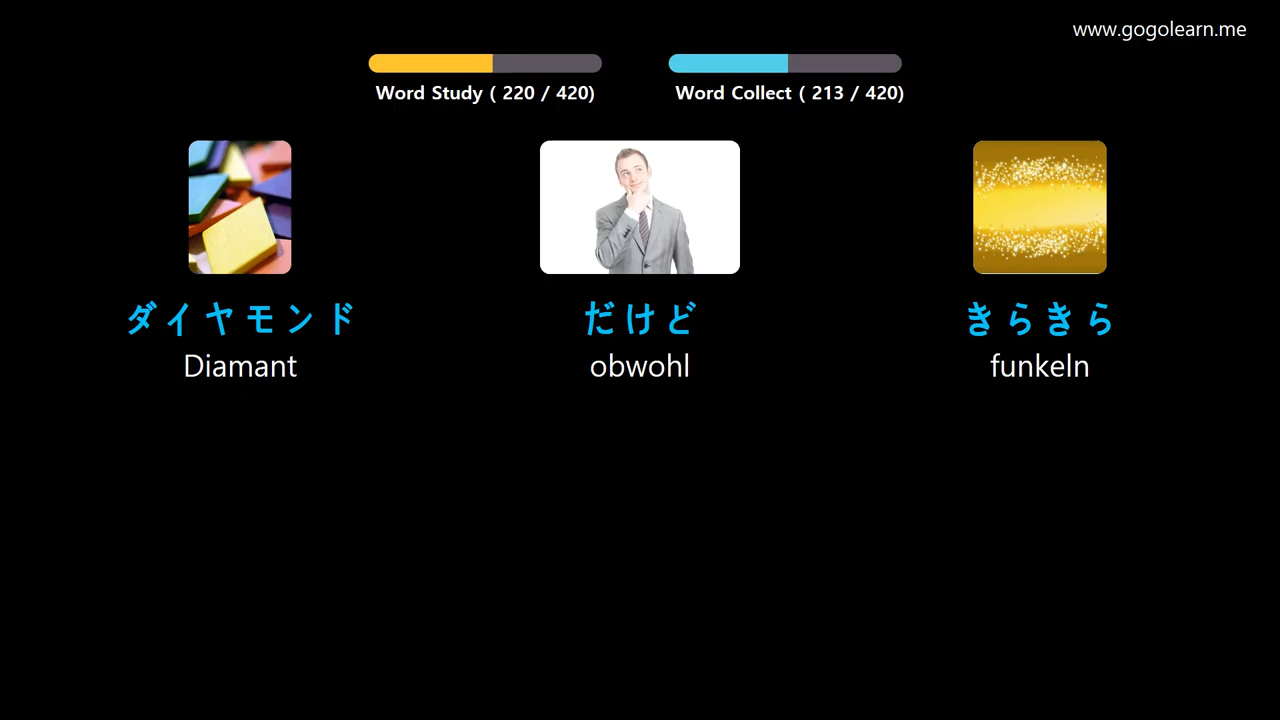 www.gogolearn.me
Word Study ( 220 / 420)
Word Collect ( 213 / 420)
ダイヤモンド
だけど
きらきら
Diamant
obwohl
funkeln